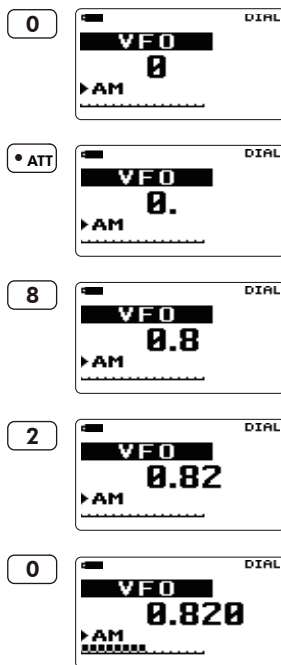 0
DIAL
VFO
0
▶AM
• ATT
DIAL
VFO
0.
▶AM
8
DIAL
VFO
0.8
▶AM
2
DIAL
VFO
0.82
▶AM
0
DIAL
VFO
0.820
▶AM